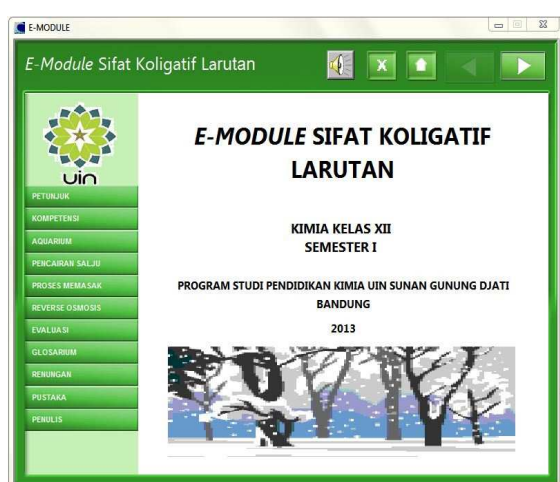 E-MODULE
E-Module Sifat Koligatif Larutan
X
uin
PETUNJUK
KOMPETENSI
AQUARIUM
PENCAIRAN SALJU
PROSES MEMASAK
REVERSE OSMOSIS
EVALUASI
GLOSARIUM
RENUNGAN
PUSTAKA
PENULIS
E-MODULE SIFAT KOLIGATIF
LARUTAN
KIMIA KELAS XII
SEMESTER I
PROGRAM STUDI PENDIDIKAN KIMIA UIN SUNAN GUNUNG DJATI
BANDUNG
2013